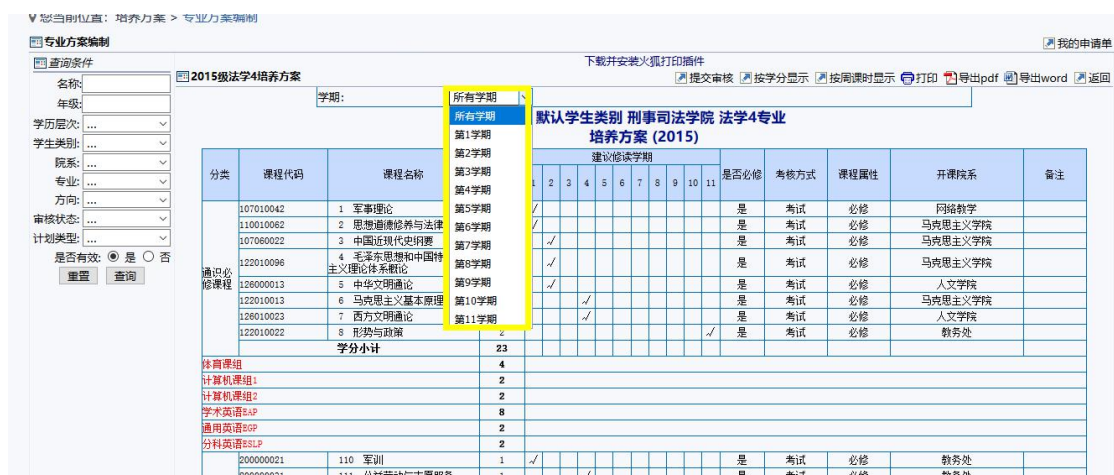 您当前位置：培养方案 > 专业方案编制
专业方案编制
我的申请单
查询条件
名称:
年级:
学历层次: ...
学生类别: ...
院系: ...
专业: ...
方向: ...
审核状态: ...
计划类型: ...
是否有效: 是 否
重置 查询
下载并安装火狐打印插件
2015级法学4培养方案
提交审核 按学分显示 按周课时显示 打印 导出pdf 导出word 返回
学期: 所有学期
所有学期
第1学期
第2学期
第3学期
第4学期
第5学期
第6学期
第7学期
第8学期
第9学期
第10学期
第11学期
默认学生类别 刑事司法学院 法学4专业
培养方案 (2015)
分类 课程代码 课程名称 建议修读学期 是否必修 考核方式 课程属性 开课院系 备注
1 2 3 4 5 6 7 8 9 10 11
通识必修课程
107010042 1 军事理论 √ 是 考试 必修 网络教学
110010062 2 思想道德修养与法律 √ 是 考试 必修 马克思主义学院
107060022 3 中国近现代史纲要 √ 是 考试 必修 马克思主义学院
122010096 4 毛泽东思想和中国特 √ 是 考试 必修 马克思主义学院
主义理论体系概论
126000013 5 中华文明通论 √ 是 考试 必修 人文学院
122010013 6 马克思主义基本原理 √ 是 考试 必修 马克思主义学院
126010023 7 西方文明通论 √ 是 考试 必修 人文学院
122010022 8 形势与政策 2 √ 是 考试 必修 教务处
学分小计 23
体育课组 4
计算机课组1 2
计算机课组2 2
学术英语EAP 8
通用英语EGP 2
分科英语ESLP 2
200000021 110 军训 1 √ 是 考试 必修 教务处